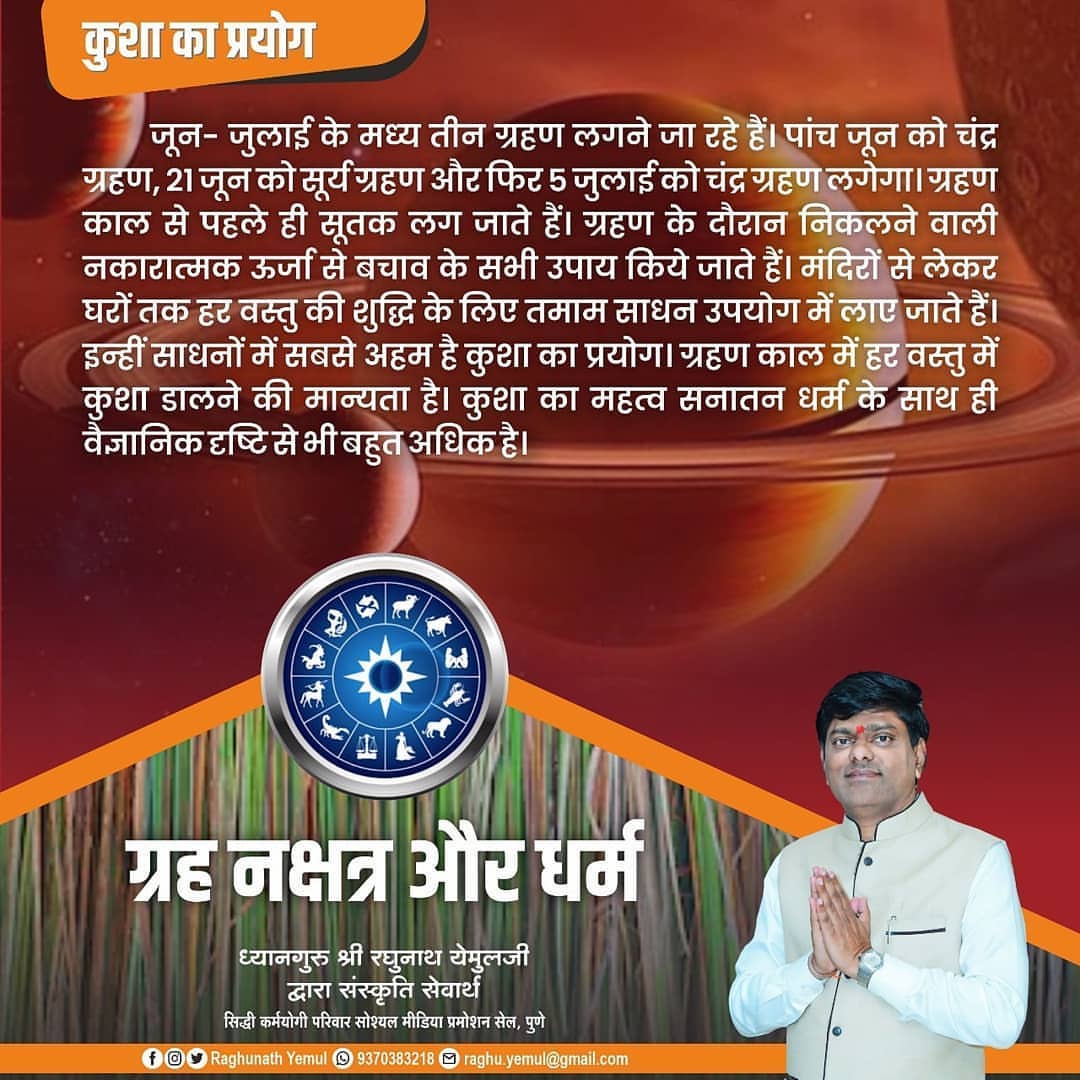 कुशा का प्रयोग
जून- जुलाई के मध्य तीन ग्रहण लगने जा रहे हैं। पांच जून को चंद्र
ग्रहण, 21 जून को सूर्य ग्रहण और फिर 5 जुलाई को चंद्र ग्रहण लगेगा। ग्रहण
काल से पहले ही सूतक लग जाते हैं। ग्रहण के दौरान निकलने वाली
नकारात्मक ऊर्जा से बचाव के सभी उपाय किये जाते हैं। मंदिरों से लेकर
घरों तक हर वस्तु की शुद्धि के लिए तमाम साधन उपयोग में लाए जाते हैं।
इन्हीं साधनों में सबसे अहम है कुशा का प्रयोग। ग्रहण काल में हर वस्तु में
कुशा डालने की मान्यता है। कुशा का महत्व सनातन धर्म के साथ ही
वैज्ञानिक दृष्टि से भी बहुत अधिक है।
ग्रह नक्षत्र और धर्म
ध्यानगुरु श्री रघुनाथ येमुलजी
द्वारा संस्कृति सेवार्थ
सिद्धी कर्मयोगी परिवार सोश्यल मीडिया प्रमोशन सेल, पुणे
Raghunath Yemul 9370383218 raghu.yemul@gmail.com